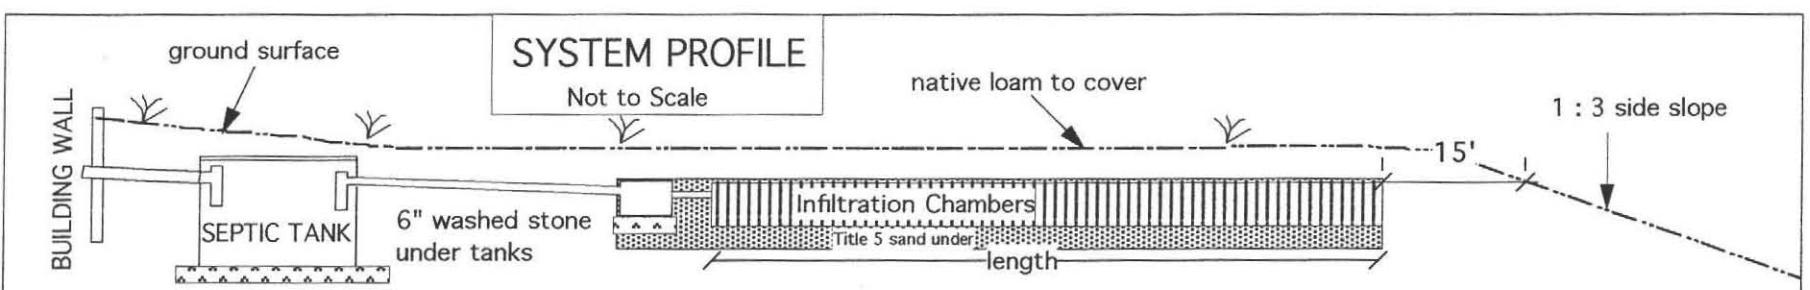 SYSTEM PROFILE
Not to Scale
ground surface
native loam to cover
1 : 3 side slope
BUILDING WALL
15'
SEPTIC TANK
6" washed stone
under tanks
Infiltration Chambers
Title 5 sand under
length